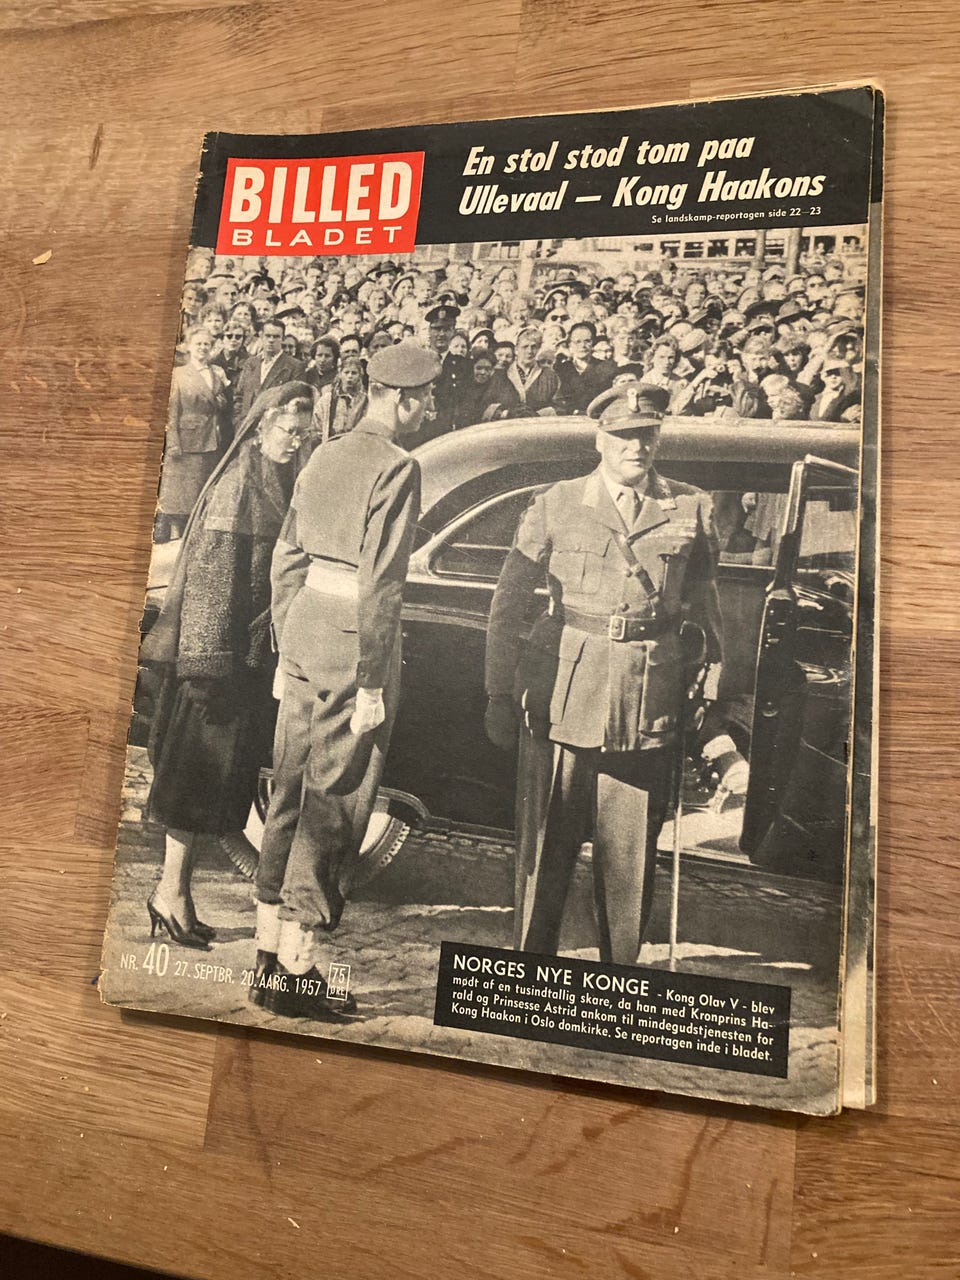 BILLED
BLADET
En stol stod tom paa
Ullevaal – Kong Haakons
Se landskamp-reportagen side 22–23
NR. 40 27. SEPTBR. 20. AARG. 1957 75 ØRE
NORGES NYE KONGE - Kong Olav V - blev
mødt af en tusindtallig skare, da han med Kronprins Ha-
rald og Prinsesse Astrid ankom til mindegudstjenesten for
Kong Haakon i Oslo domkirke. Se reportagen inde i bladet.